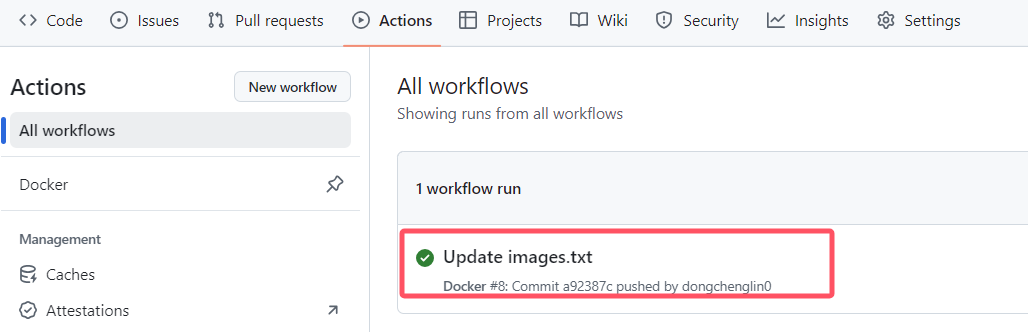 Code Issues Pull requests Actions Projects Wiki Security Insights Settings
Actions
New workflow
All workflows
Docker
Management
Caches
Attestations
All workflows
Showing runs from all workflows
1 workflow run
Update images.txt
Docker #8: Commit a92387c pushed by dongchenglin0